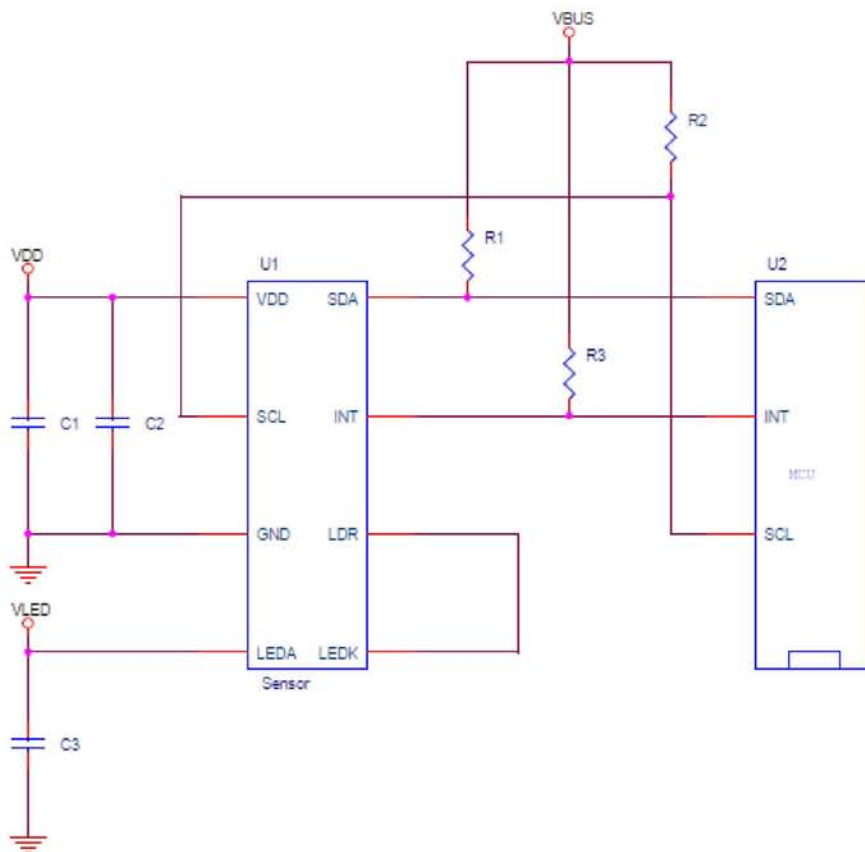 VBUS
R2
R1
VDD
U1
U2
VDD
SDA
SDA
R3
C1
C2
SCL
INT
INT
MCU
GND
LDR
SCL
VLED
LEDA
LEDK
Sensor
C3